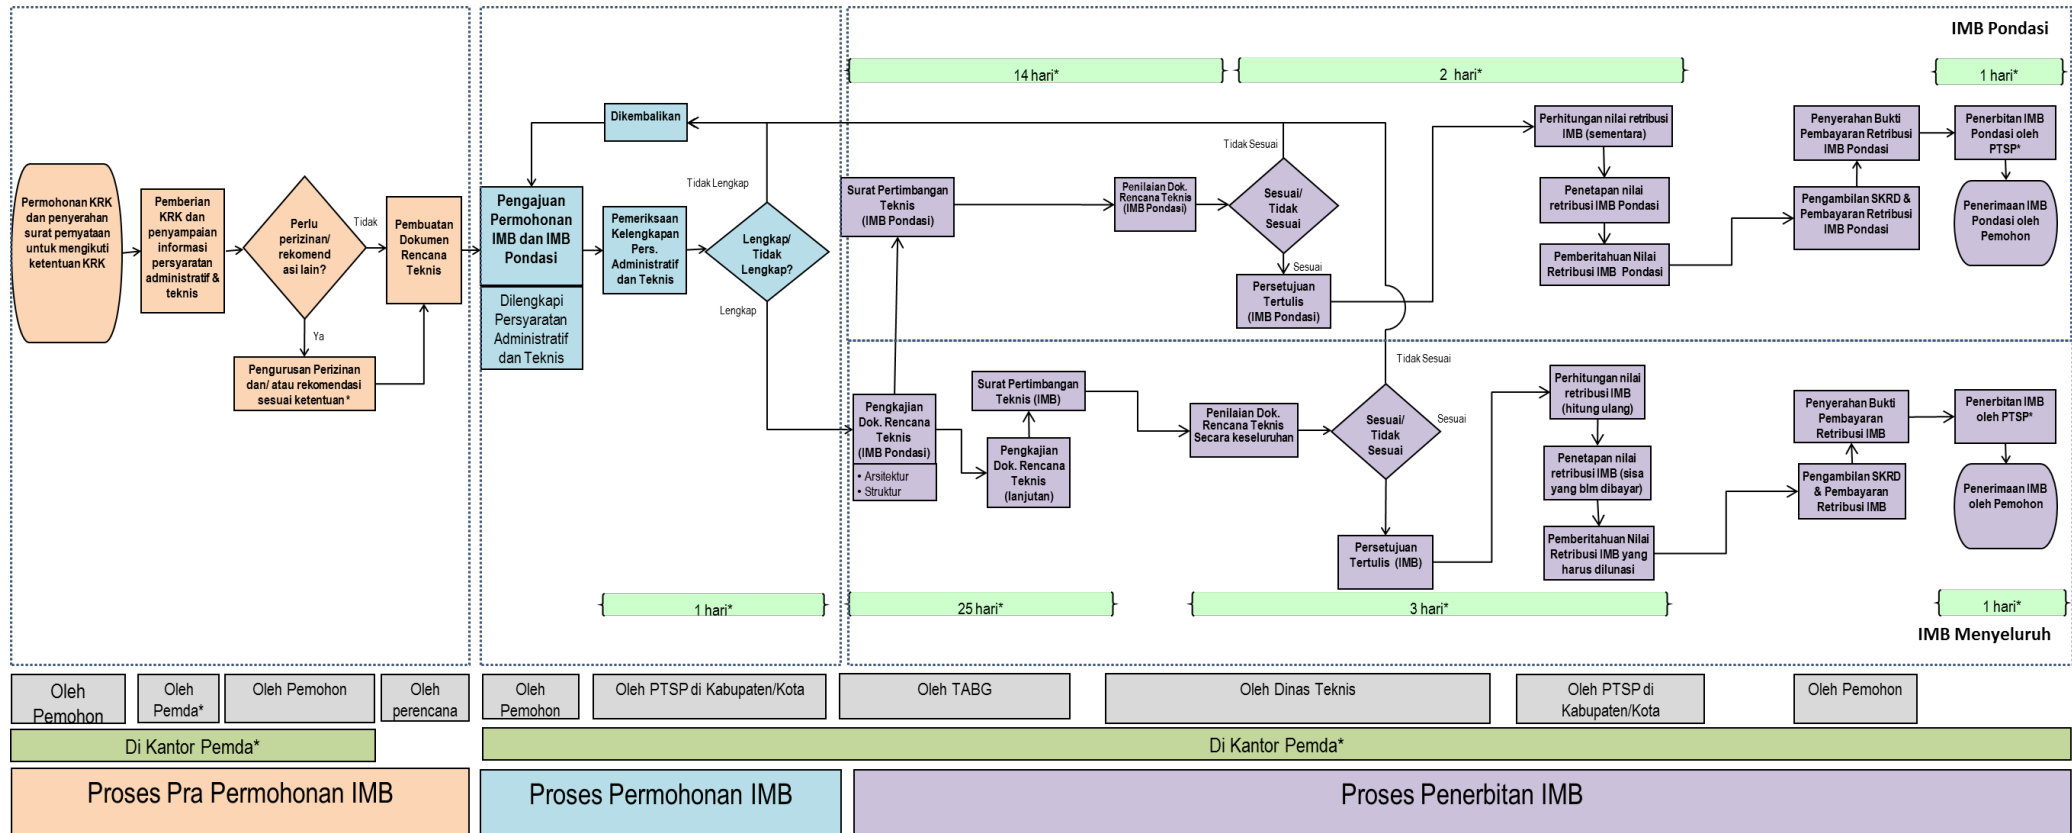 IMB Pondasi
14 hari*
2 hari*
1 hari*
Permohonan KRK
dan penyerahan
surat pernyataan
untuk mengikuti
ketentuan KRK
Pemberian
KRK dan
penyampaian
informasi
persyaratan
administratif &
teknis
Perlu
perizinan/
rekomend
asi lain?
Tidak
Ya
Pengurusan Perizinan
dan/ atau rekomendasi
sesuai ketentuan*
Pembuatan
Dokumen
Rencana
Teknis
Dikembalikan
Pengajuan
Permohonan
IMB dan IMB
Pondasi
Dilengkapi
Persyaratan
Administratif
dan Teknis
Pemeriksaan
Kelengkapan
Pers.
Administratif
dan Teknis
Tidak Lengkap
Lengkap/
Tidak
Lengkap?
Lengkap
Surat Pertimbangan
Teknis
(IMB Pondasi)
Penilaian Dok.
Rencana Teknis
(IMB Pondasi)
Tidak Sesuai
Sesuai/
Tidak
Sesuai
Sesuai
Persetujuan
Tertulis
(IMB Pondasi)
Perhitungan nilai retribusi
IMB (sementara)
Penetapan nilai
retribusi IMB Pondasi
Pemberitahuan Nilai
Retribusi IMB Pondasi
Penyerahan Bukti
Pembayaran Retribusi
IMB Pondasi
Pengambilan SKRD &
Pembayaran Retribusi
IMB Pondasi
Penerbitan IMB
Pondasi oleh
PTSP*
Penerimaan IMB
Pondasi oleh
Pemohon
Pengkajian
Dok. Rencana
Teknis
(IMB Pondasi)
• Arsitektur
• Struktur
Surat Pertimbangan
Teknis (IMB)
Pengkajian
Dok. Rencana
Teknis
(lanjutan)
Penilaian Dok.
Rencana Teknis
Secara keseluruhan
Tidak Sesuai
Sesuai/
Tidak
Sesuai
Sesuai
Persetujuan
Tertulis (IMB)
Perhitungan nilai
retribusi IMB
(hitung ulang)
Penetapan nilai
retribusi IMB (sisa
yang blm dibayar)
Pemberitahuan Nilai
Retribusi IMB yang
harus dilunasi
Penyerahan Bukti
Pembayaran
Retribusi IMB
Pengambilan SKRD
& Pembayaran
Retribusi IMB
Penerbitan IMB
oleh PTSP*
Penerimaan IMB
oleh Pemohon
1 hari*
25 hari*
3 hari*
1 hari*
IMB Menyeluruh
Oleh
Pemohon
Oleh
Pemda*
Oleh Pemohon
Oleh
perencana
Oleh
Pemohon
Oleh PTSP di Kabupaten/Kota
Oleh TABG
Oleh Dinas Teknis
Oleh PTSP di
Kabupaten/Kota
Oleh Pemohon
Di Kantor Pemda*
Di Kantor Pemda*
Proses Pra Permohonan IMB
Proses Permohonan IMB
Proses Penerbitan IMB